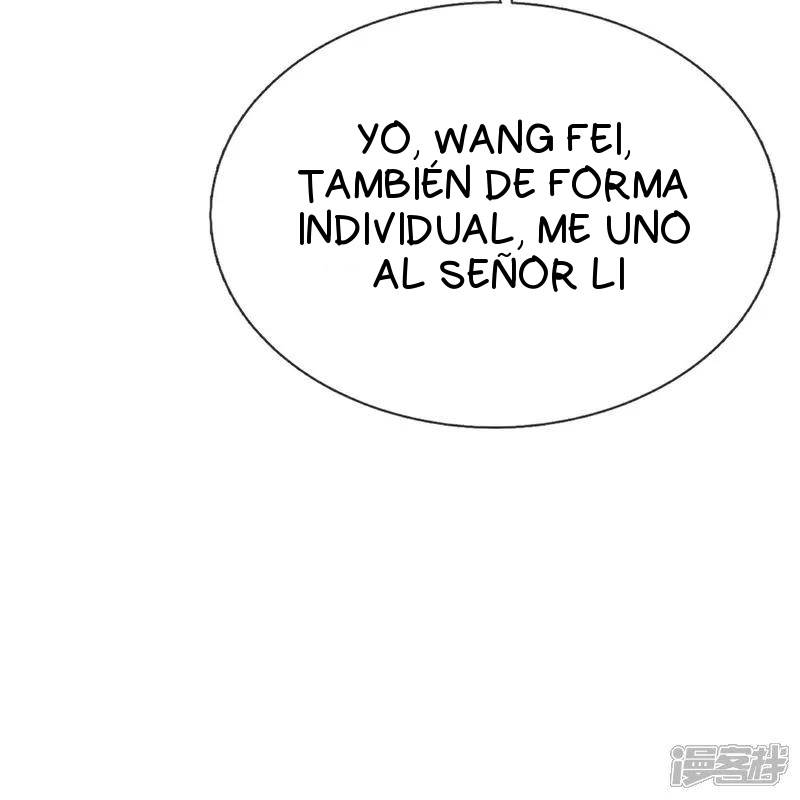 YO, WANG FEI,
TAMBIÉN DE FORMA
INDIVIDUAL, ME UNO
AL SEÑOR LI
漫客栈